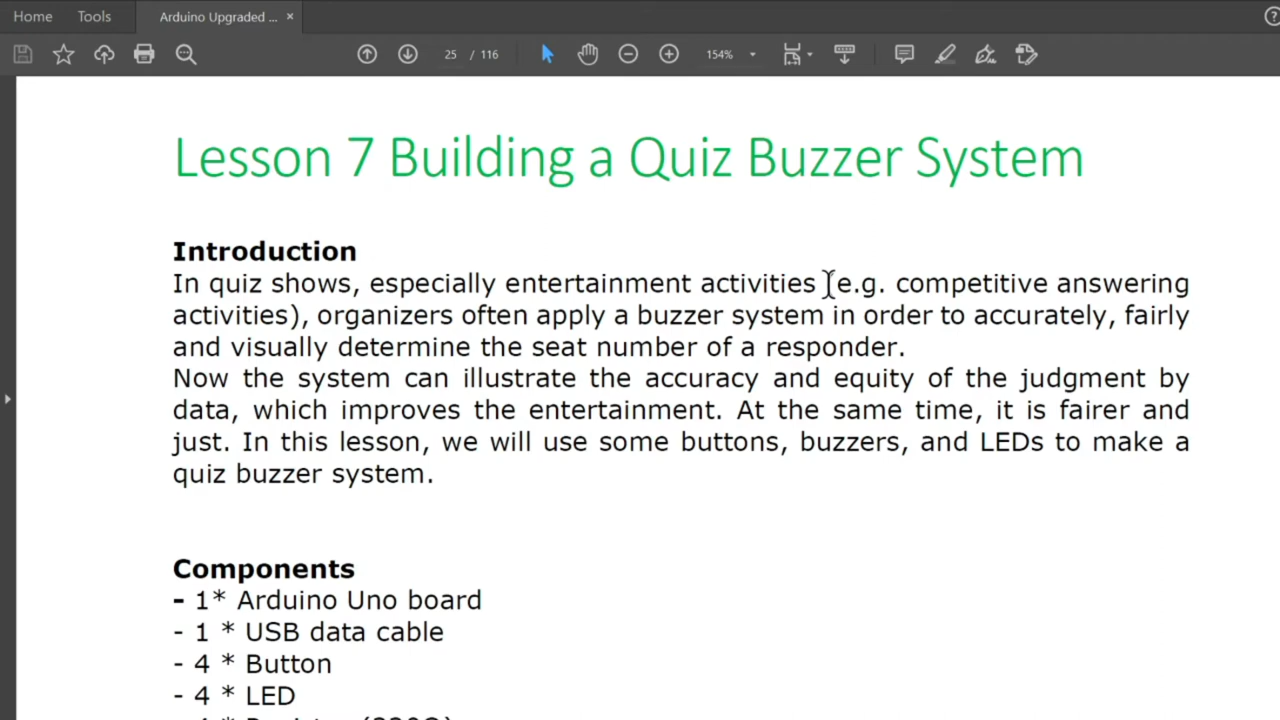 Home Tools Arduino Upgraded ... ×
25 / 116 154%
Lesson 7 Building a Quiz Buzzer System
Introduction
In quiz shows, especially entertainment activities (e.g. competitive answering
activities), organizers often apply a buzzer system in order to accurately, fairly
and visually determine the seat number of a responder.
Now the system can illustrate the accuracy and equity of the judgment by
data, which improves the entertainment. At the same time, it is fairer and
just. In this lesson, we will use some buttons, buzzers, and LEDs to make a
quiz buzzer system.
Components
- 1* Arduino Uno board
- 1 * USB data cable
- 4 * Button
- 4 * LED